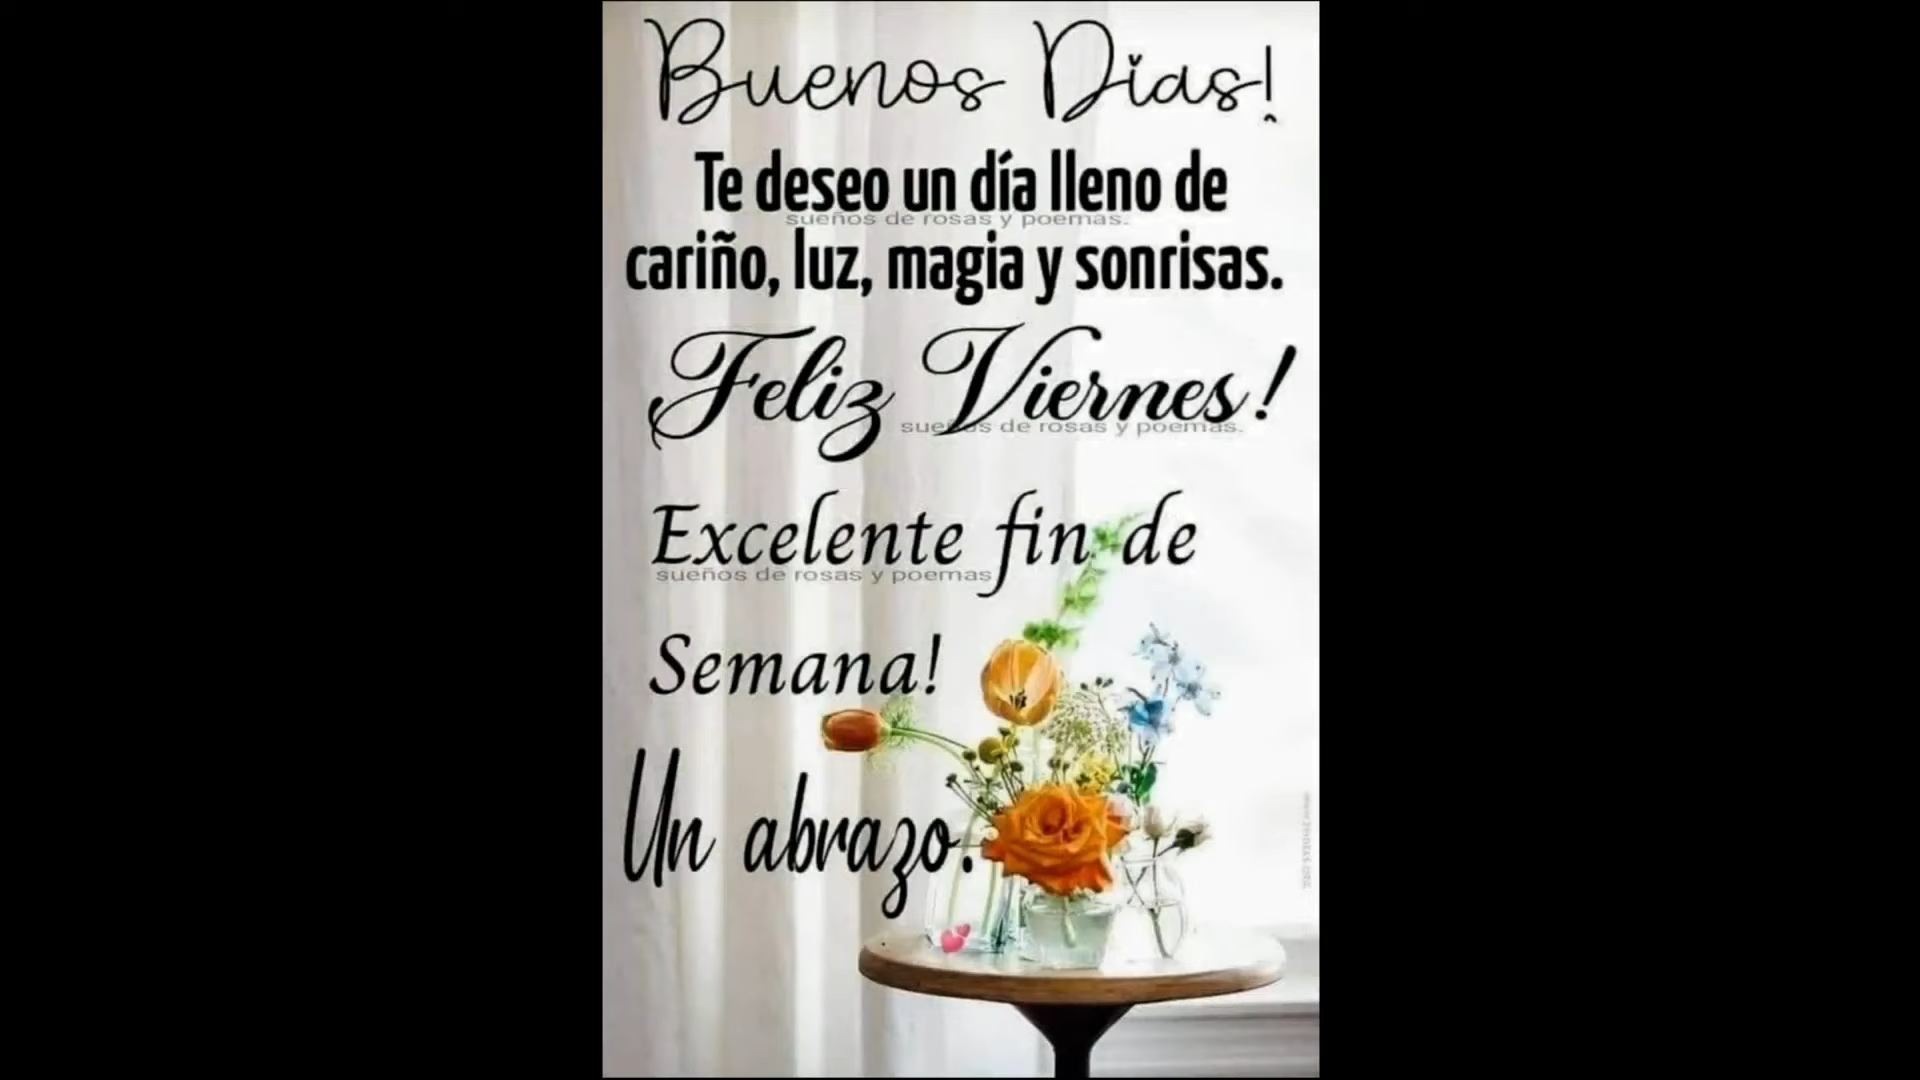 Buenos Días!
Te deseo un día lleno de
sueños de rosas y poemas.
cariño, luz, magia y sonrisas.
Feliz Viernes!
sueños de rosas y poemas.
Excelente fin de
sueños de rosas y poemas
Semana!
Un abrazo.